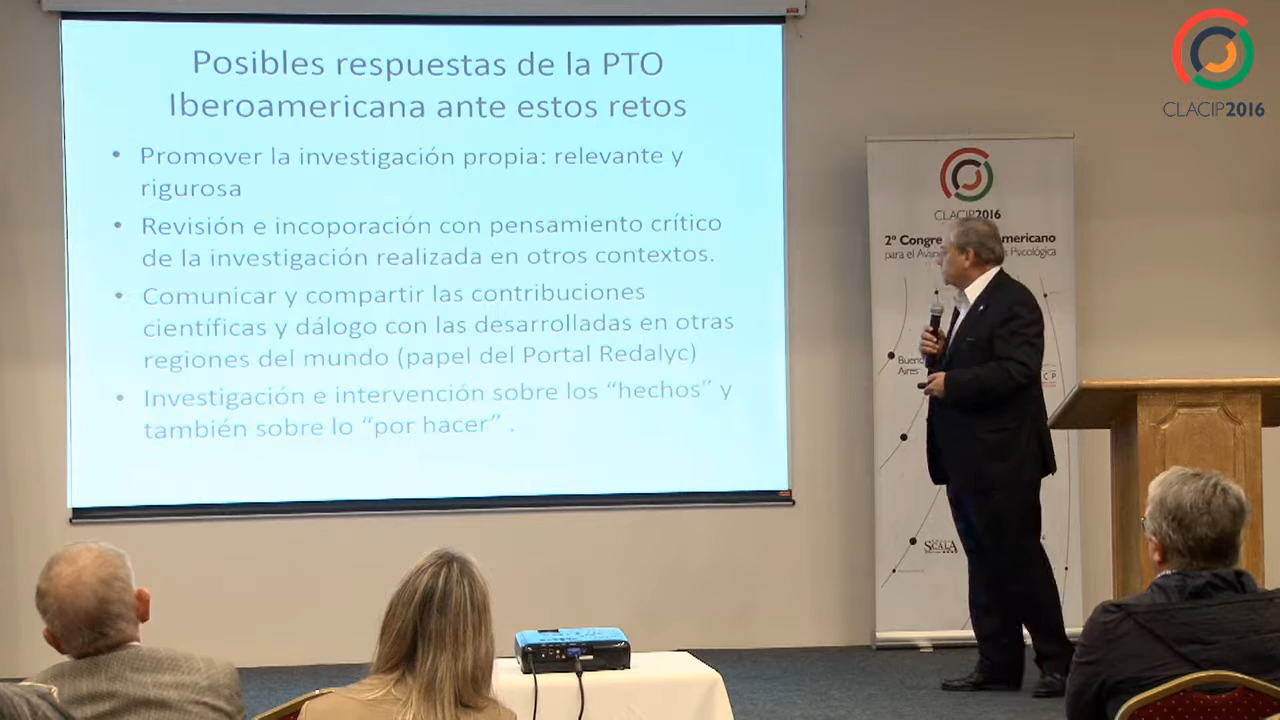 Posibles respuestas de la PTO
Iberoamericana ante estos retos
• Promover la investigación propia: relevante y
rigurosa
• Revisión e incoporación con pensamiento crítico
de la investigación realizada en otros contextos.
• Comunicar y compartir las contribuciones
científicas y dálogo con las desarrolladas en otras
regiones del mundo (papel del Portal Redalyc)
• Investigación e intervención sobre los “hechos” y
también sobre lo “por hacer” .
CLACIP2016
CLACIP2016
2º Congre mericano
para el Avan Psicológica
Buen
Aires
SCALA